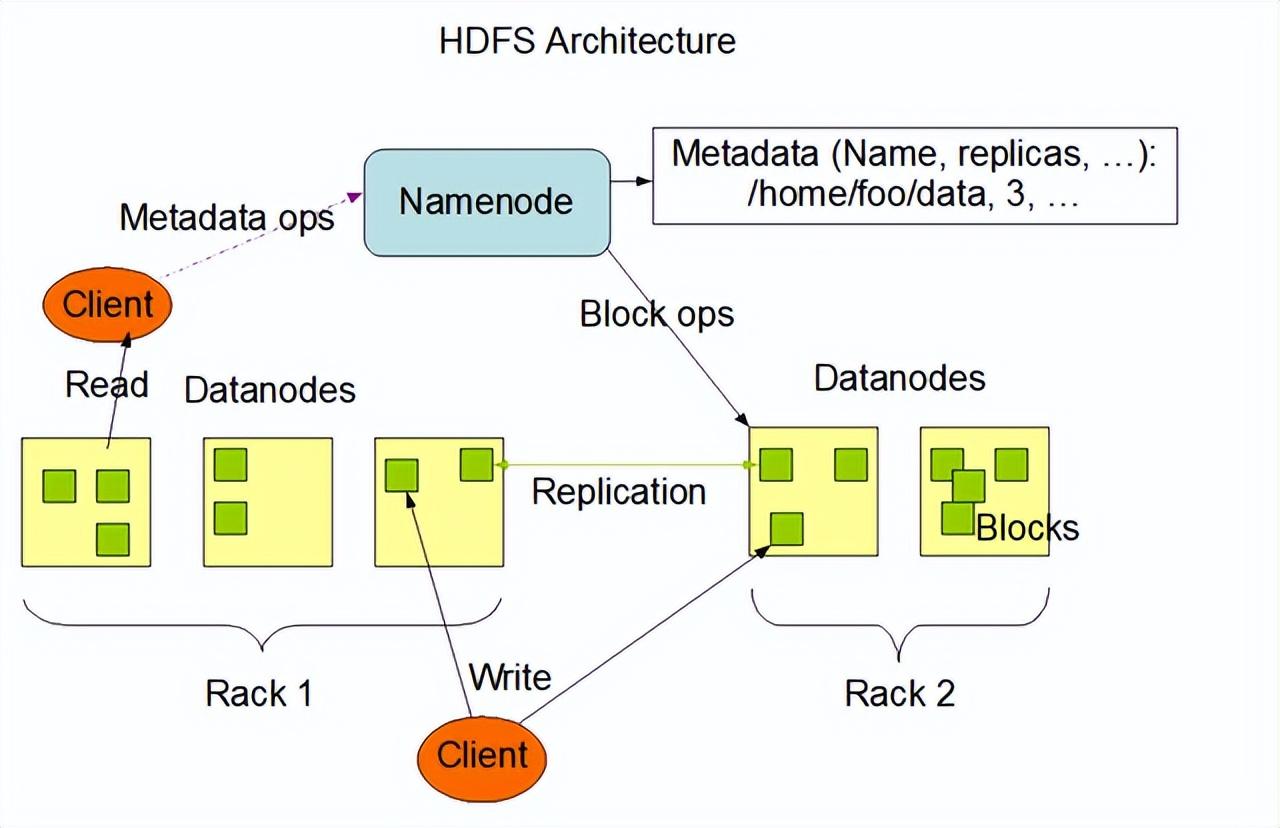 HDFS Architecture
Metadata (Name, replicas, ...):
/home/foo/data, 3, ...
Namenode
Metadata ops
Client
Block ops
Read
Datanodes
Datanodes
Replication
Blocks
Rack 1
Write
Rack 2
Client